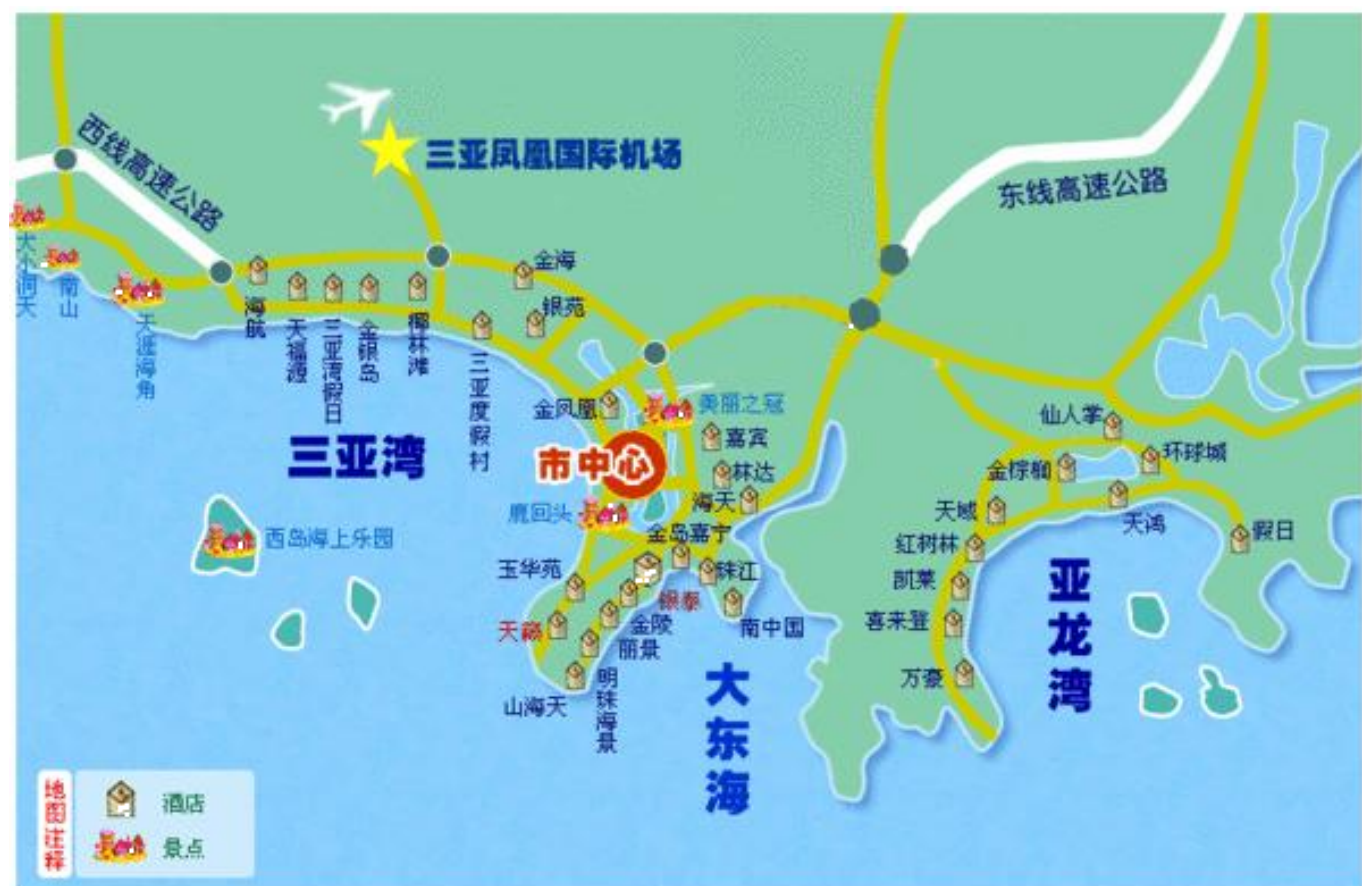 西线高速公路
三亚凤凰国际机场
东线高速公路
大小洞天
南山
天涯海角
海航
天福源
三亚湾假日
金银岛
椰林滩
三亚度假村
金海
银苑
金凤凰
美丽之冠
嘉宾
林达
海天
市中心
三亚湾
西岛海上乐园
鹿回头
金岛嘉宁
珠江
南中国
银泰
金陵
丽景
明珠海景
玉华苑
天籁
山海天
大东海
仙人掌
环球城
金棕榈
天域
天鸿
假日
红树林
凯莱
喜来登
万豪
亚龙湾
地图注释
酒店
景点